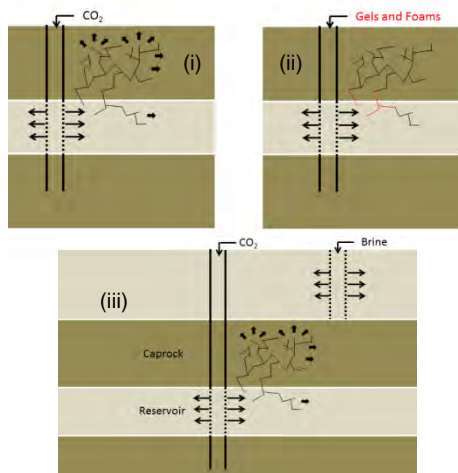 CO₂
(i)
Gels and Foams
(ii)
CO₂
Brine
(iii)
Caprock
Reservoir